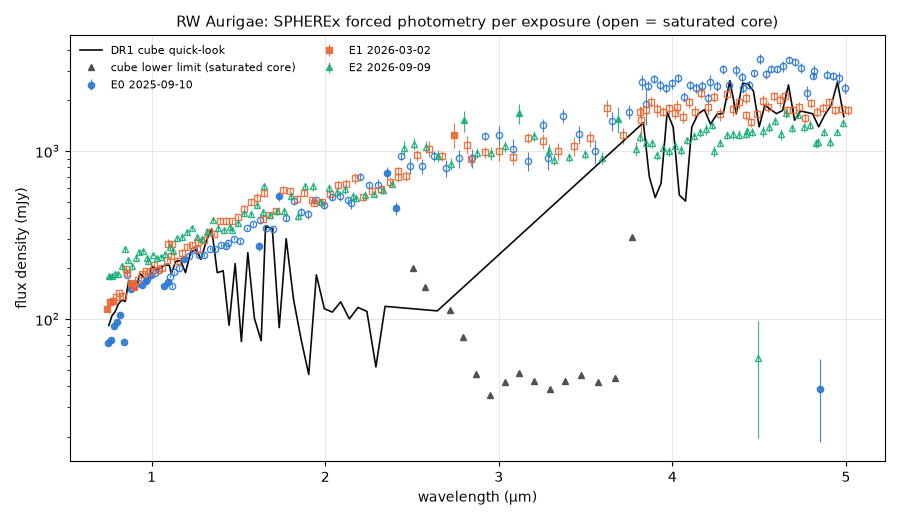 RW Aurigae: SPHEREx forced photometry per exposure (open = saturated core)
DR1 cube quick-look
cube lower limit (saturated core)
E0 2025-09-10
E1 2026-03-02
E2 2026-09-09
flux density (mJy)
10³
10²
1
2
3
4
5
wavelength (μm)